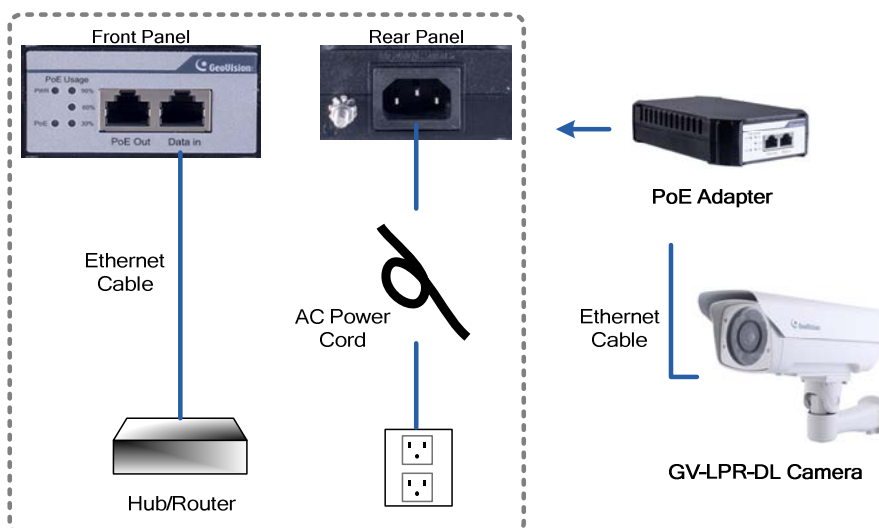 Front Panel
Rear Panel
GeoVision
PoE Usage
PWR 90%
60%
PoE 30%
PoE Out Data in
PoE Adapter
Ethernet
Cable
AC Power
Cord
Ethernet
Cable
GeoVision
Hub/Router
GV-LPR-DL Camera